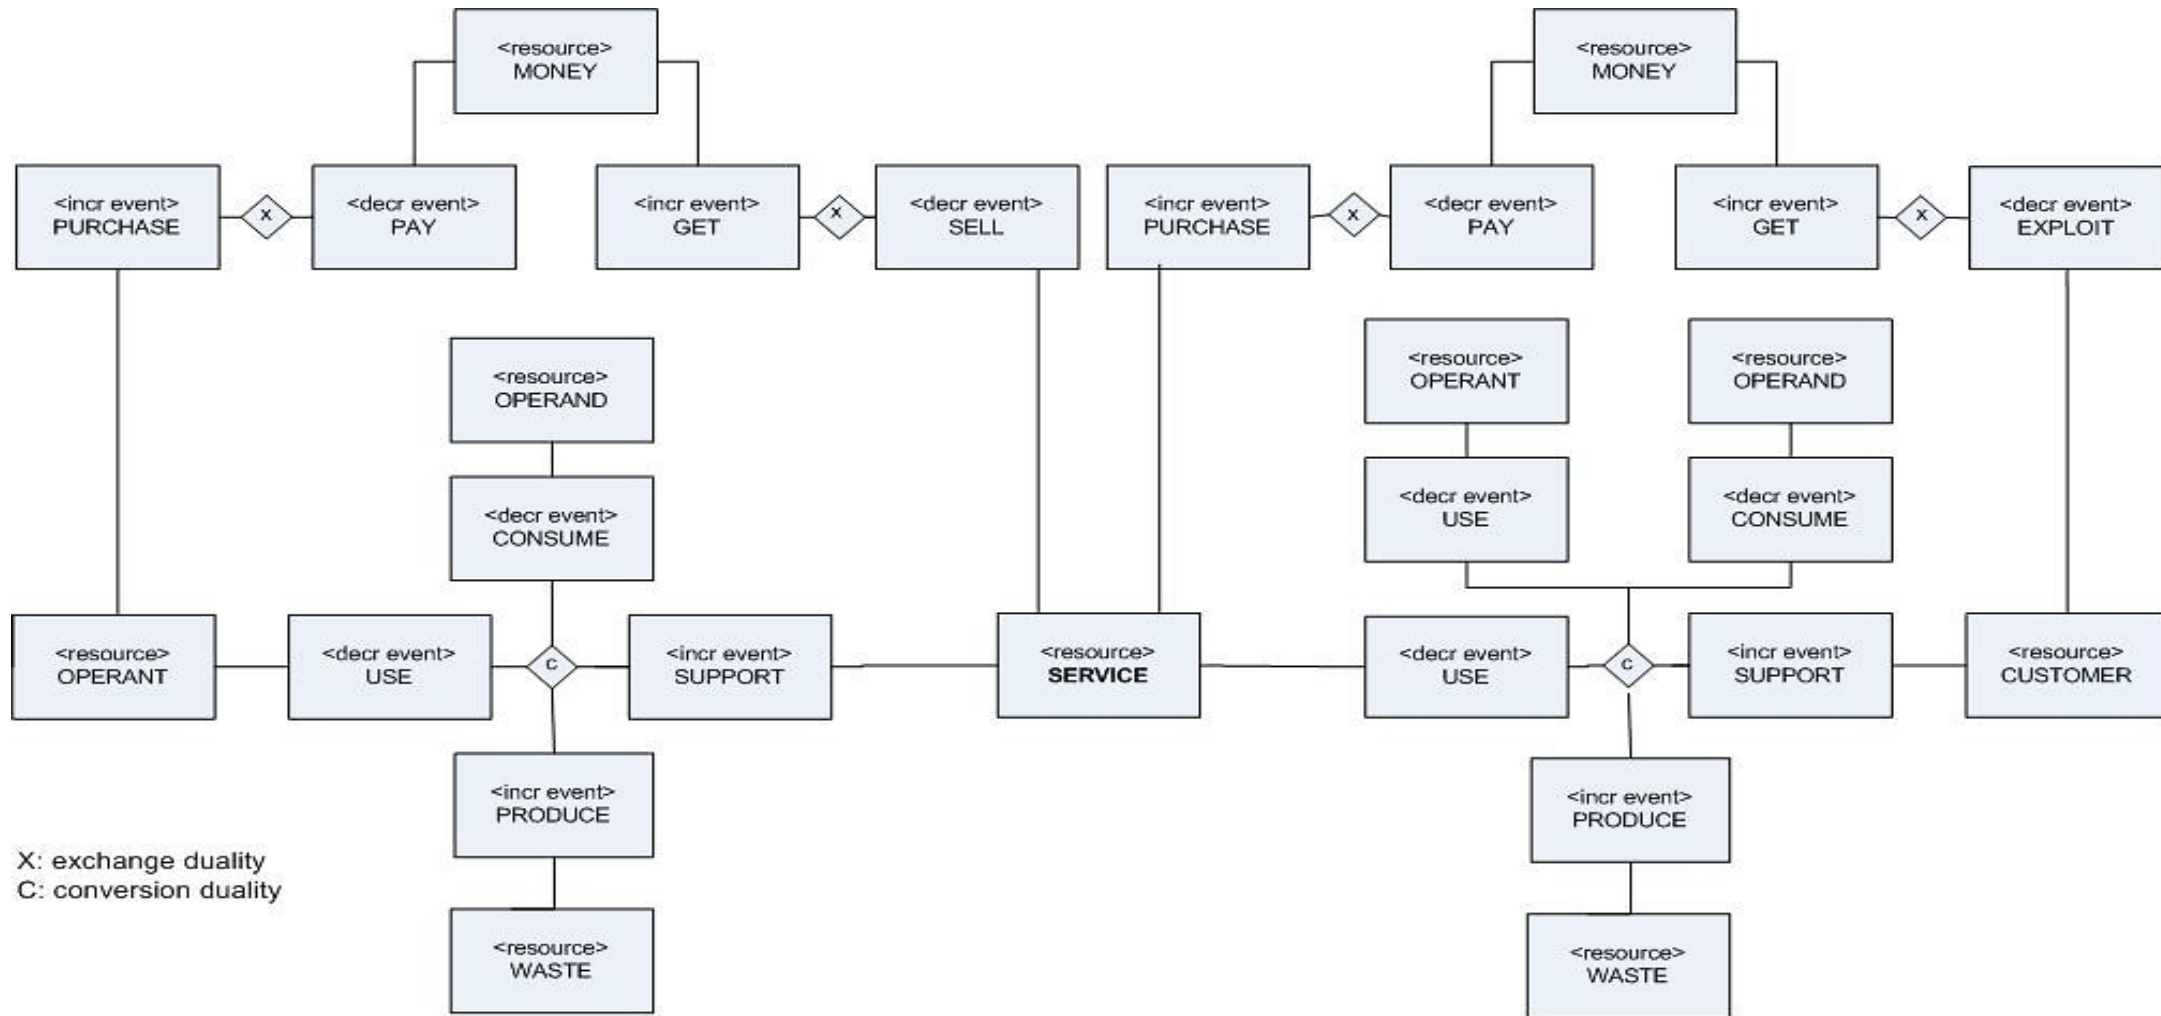 <resource>
MONEY
<resource>
MONEY
<incr event>
PURCHASE
X
<decr event>
PAY
<incr event>
GET
X
<decr event>
SELL
<incr event>
PURCHASE
X
<decr event>
PAY
<incr event>
GET
X
<decr event>
EXPLOIT
<resource>
OPERAND
<resource>
OPERANT
<resource>
OPERAND
<decr event>
CONSUME
<decr event>
USE
<decr event>
CONSUME
<resource>
OPERANT
<decr event>
USE
C
<incr event>
SUPPORT
<resource>
SERVICE
<decr event>
USE
C
<incr event>
SUPPORT
<resource>
CUSTOMER
<incr event>
PRODUCE
<incr event>
PRODUCE
X: exchange duality
C: conversion duality
<resource>
WASTE
<resource>
WASTE